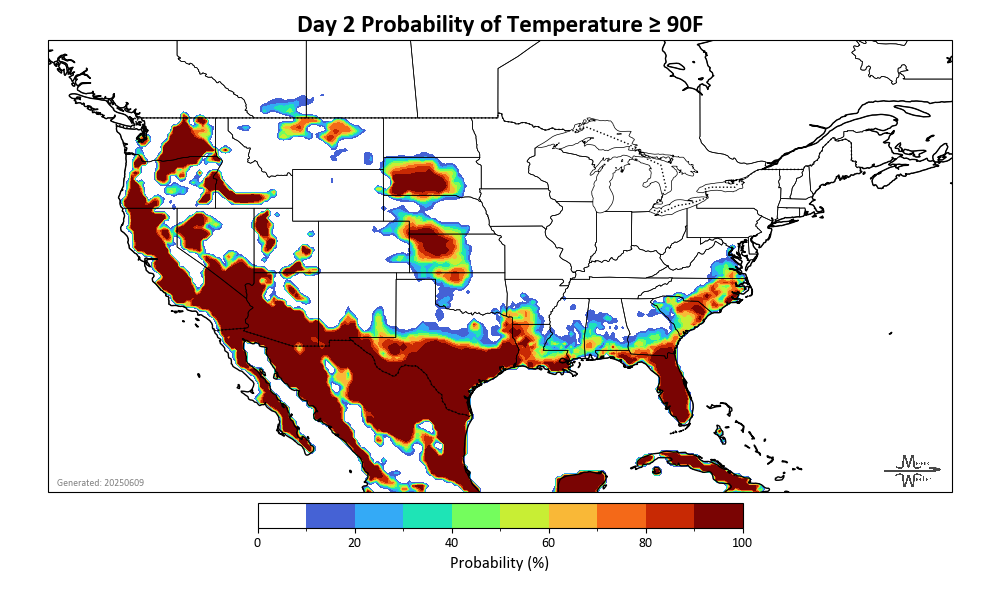 Day 2 Probability of Temperature ≥ 90F
Generated: 20250609
0 20 40 60 80 100
Probability (%)